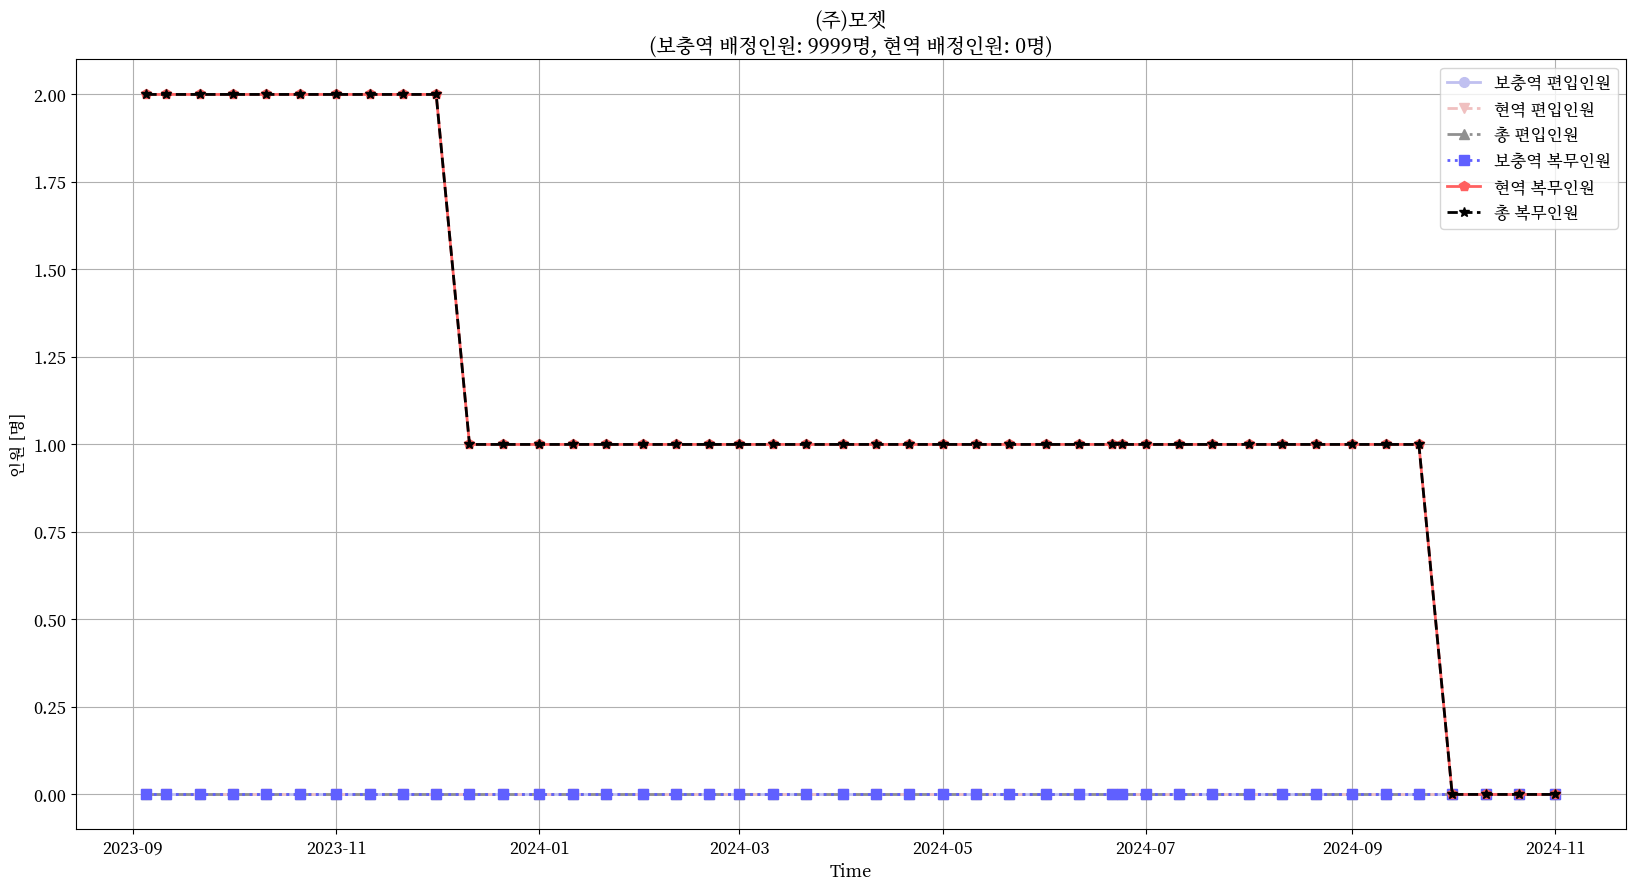 (주)모젯
(보충역 배정인원: 9999명, 현역 배정인원: 0명)
보충역 편입인원
현역 편입인원
총 편입인원
보충역 복무인원
현역 복무인원
총 복무인원
인원 [명]
2.00
1.75
1.50
1.25
1.00
0.75
0.50
0.25
0.00
2023-09 2023-11 2024-01 2024-03 2024-05 2024-07 2024-09 2024-11
Time